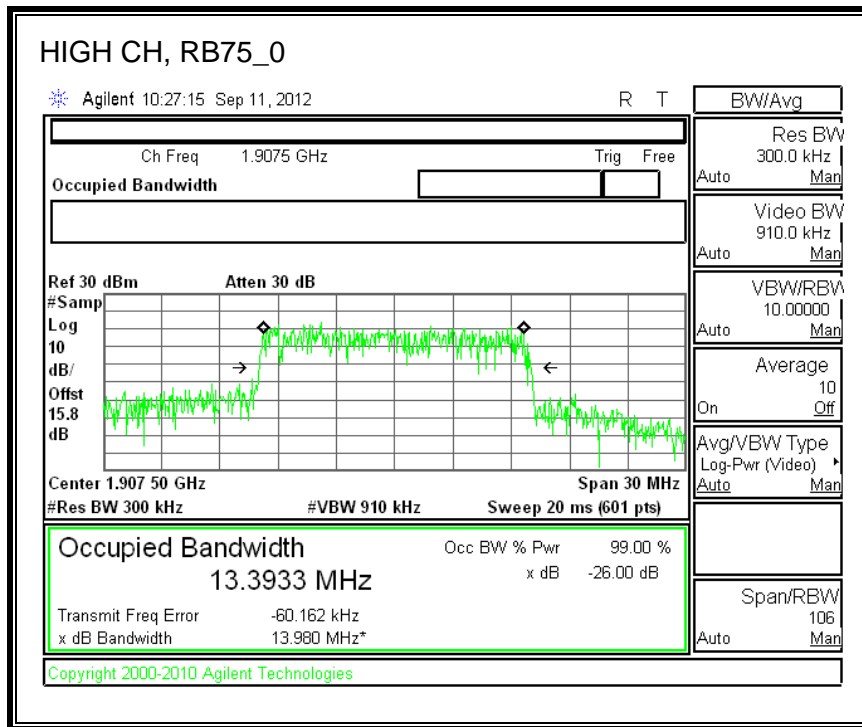 HIGH CH, RB75_0
Agilent 10:27:15 Sep 11, 2012 R T
Ch Freq 1.9075 GHz Trig Free
Occupied Bandwidth
Ref 30 dBm Atten 30 dB
#Samp
Log
10
dB/
Offst
15.8
dB
Center 1.907 50 GHz Span 30 MHz
#Res BW 300 kHz #VBW 910 kHz Sweep 20 ms (601 pts)
Occupied Bandwidth Occ BW % Pwr 99.00 %
13.3933 MHz x dB -26.00 dB
Transmit Freq Error -60.162 kHz
x dB Bandwidth 13.980 MHz*
Copyright 2000-2010 Agilent Technologies
BW/Avg
Res BW
300.0 kHz
Auto Man
Video BW
910.0 kHz
Auto Man
VBW/RBW
10.00000
Auto Man
Average
10
On Off
Avg/VBW Type
Log-Pwr (Video)
Auto Man
Span/RBW
106
Auto Man